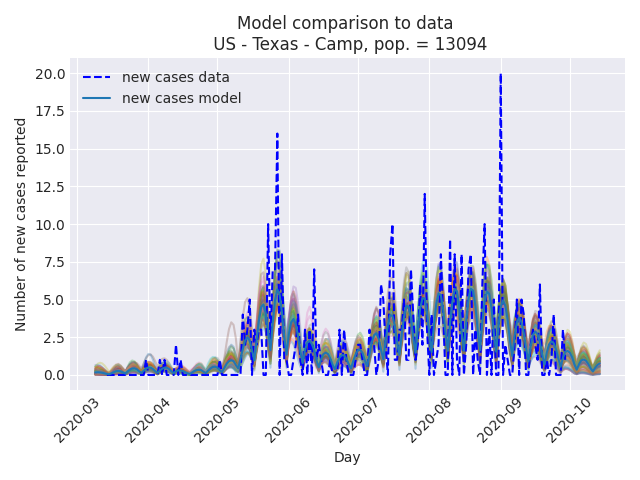 Model comparison to data
US - Texas - Camp, pop. = 13094
new cases data
new cases model
Number of new cases reported
20.0
17.5
15.0
12.5
10.0
7.5
5.0
2.5
0.0
2020-03
2020-04
2020-05
2020-06
2020-07
2020-08
2020-09
2020-10
Day